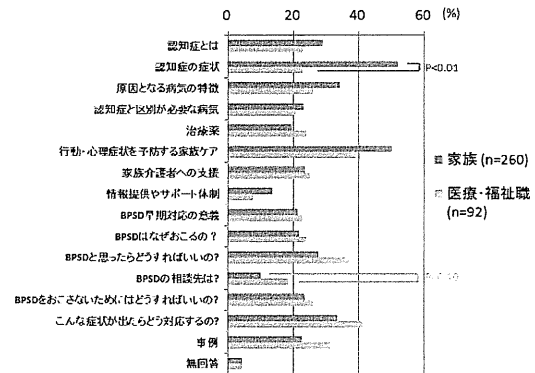 0 20 40 60 (%)
認知症とは
認知症の症状
P<0.01
原因となる病気の特徴
認知症と区別が必要な病気
治療薬
行動・心理症状を予防する家族ケア
家族介護者への支援
情報提供やサポート体制
BPSD早期対応の意義
BPSDはなぜおこるの?
BPSDと思ったらどうすればいいの?
BPSDの相談先は?
BPSDをおこさないためにはどうすればいいの?
こんな症状が出たらどう対応するの?
事例
無回答
家族 (n=260)
医療・福祉職
(n=92)